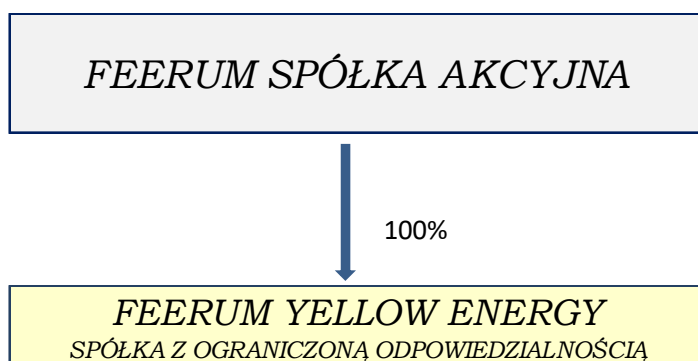 FEERUM SPÓŁKA AKCYJNA
100%
FEERUM YELLOW ENERGY
SPÓŁKA Z OGRANICZONĄ ODPOWIEDZIALNOŚCIĄ